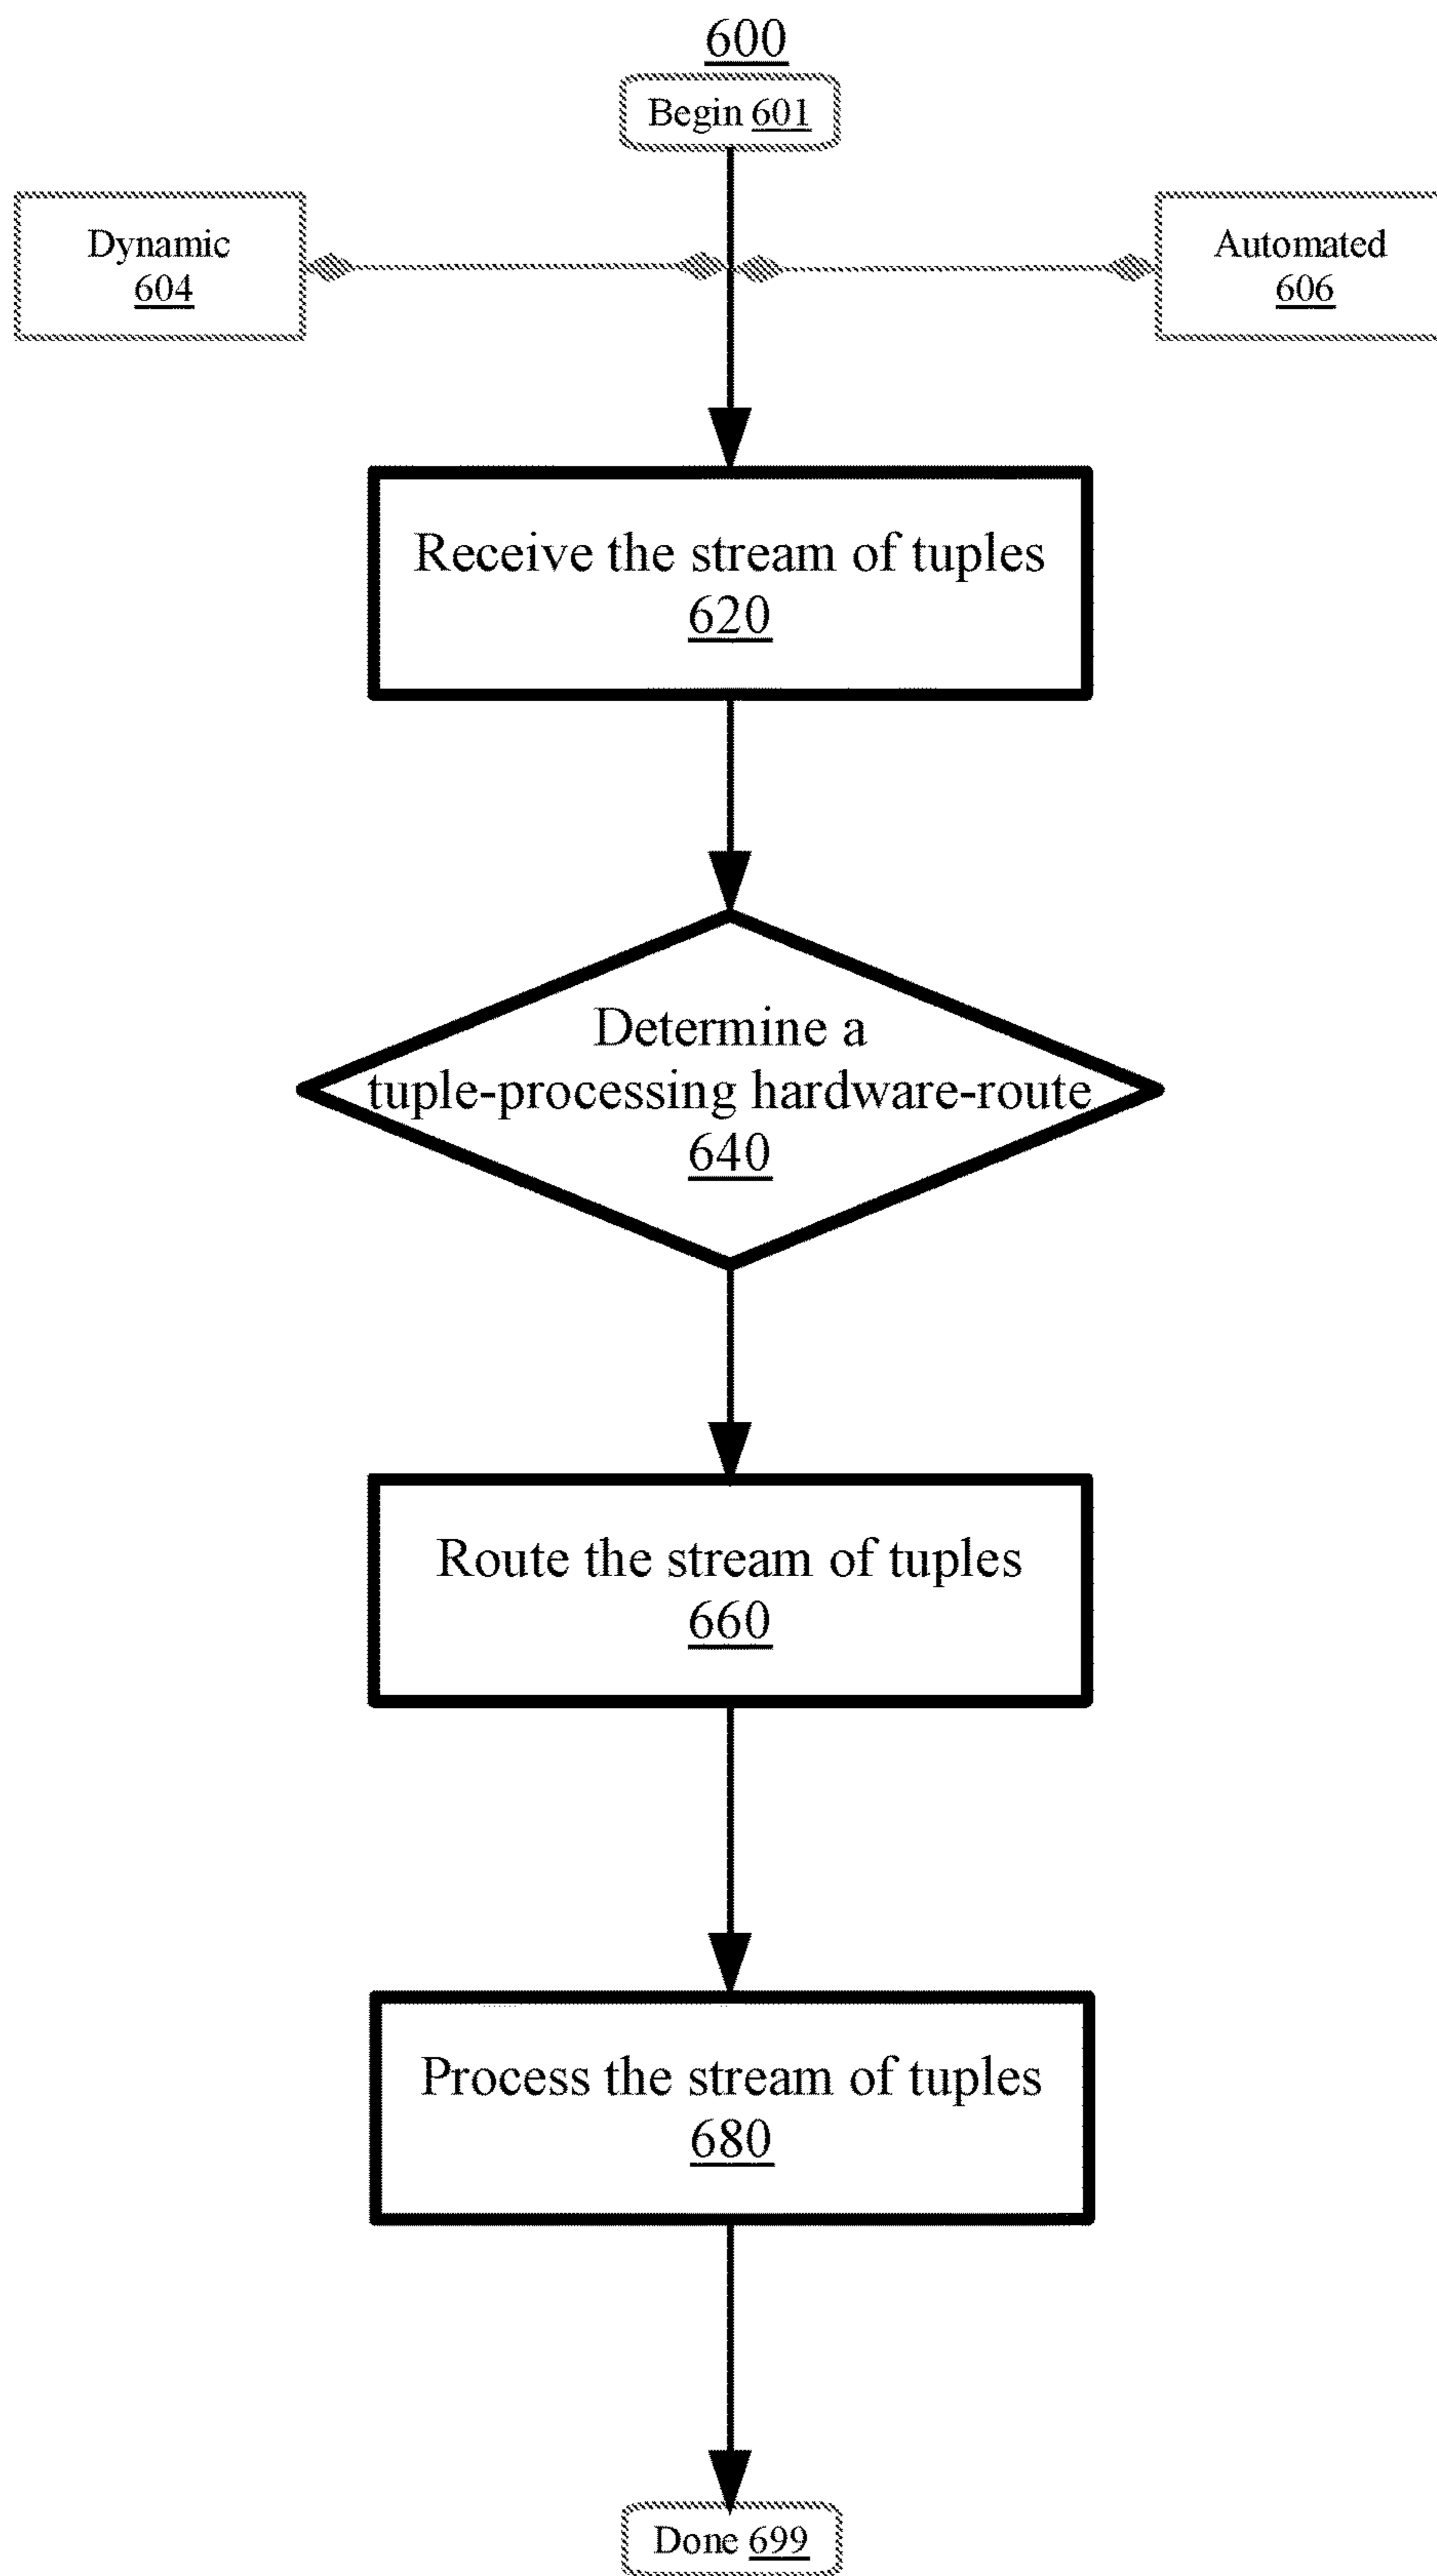 600
Begin 601
Dynamic
604
Automated
606
Receive the stream of tuples
620
Determine a
tuple-processing hardware-route
640
Route the stream of tuples
660
Process the stream of tuples
680
Done 699